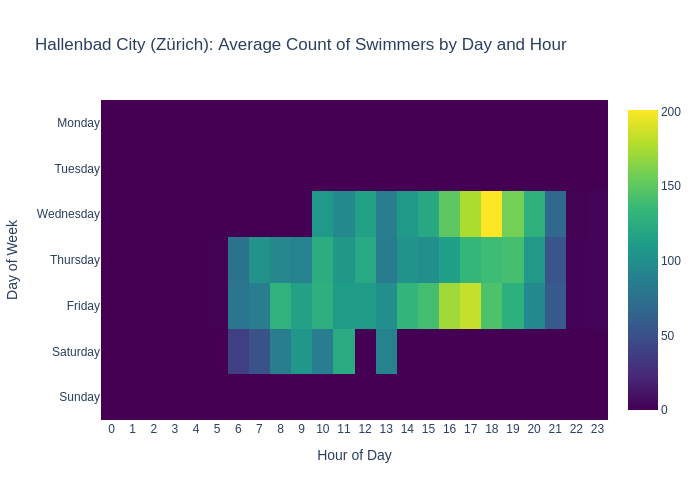 Hallenbad City (Zürich): Average Count of Swimmers by Day and Hour
Day of Week
Monday
Tuesday
Wednesday
Thursday
Friday
Saturday
Sunday
0 1 2 3 4 5 6 7 8 9 10 11 12 13 14 15 16 17 18 19 20 21 22 23
Hour of Day
200
150
100
50
0